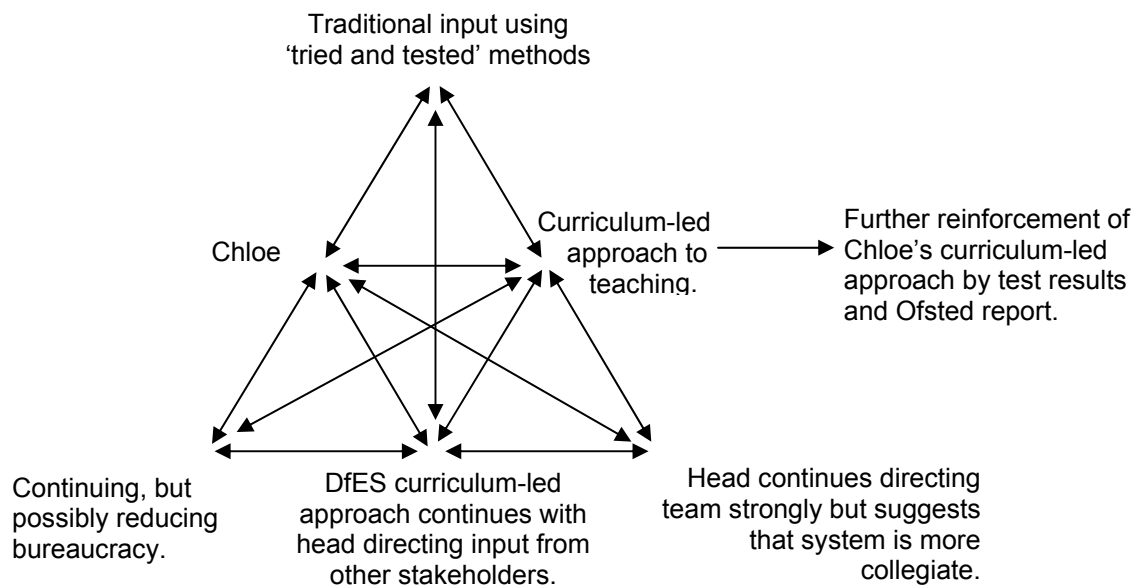 Traditional input using
‘tried and tested’ methods
Chloe
Curriculum-led
approach to
teaching.
Further reinforcement of
Chloe’s curriculum-led
approach by test results
and Ofsted report.
Continuing, but
possibly reducing
bureaucracy.
DfES curriculum-led
approach continues with
head directing input from
other stakeholders.
Head continues directing
team strongly but suggests
that system is more
collegiate.